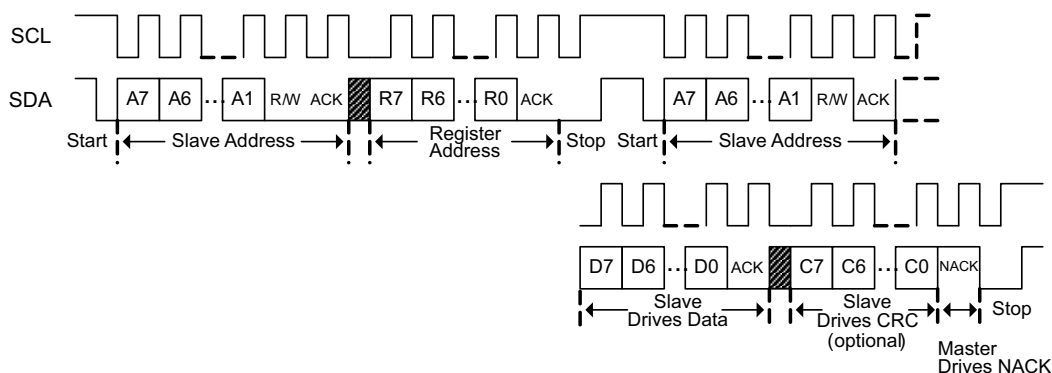 SCL
SDA
A7 A6 ... A1 R/W ACK R7 R6 ... R0 ACK A7 A6 ... A1 R/W ACK
Start Slave Address Register Address Stop Start Slave Address
D7 D6 ... D0 ACK C7 C6 ... C0 NACK
Slave Drives Data
Slave Drives CRC (optional)
Stop
Master Drives NACK